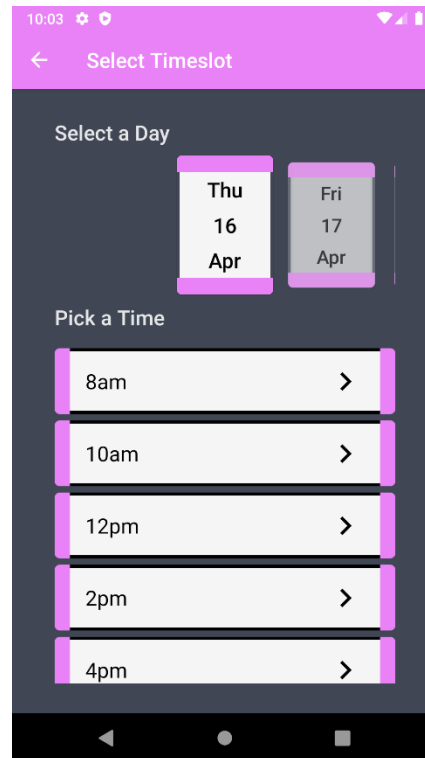 10:03
Select Timeslot
Select a Day
Thu
16
Apr
Fri
17
Apr
Pick a Time
8am
10am
12pm
2pm
4pm